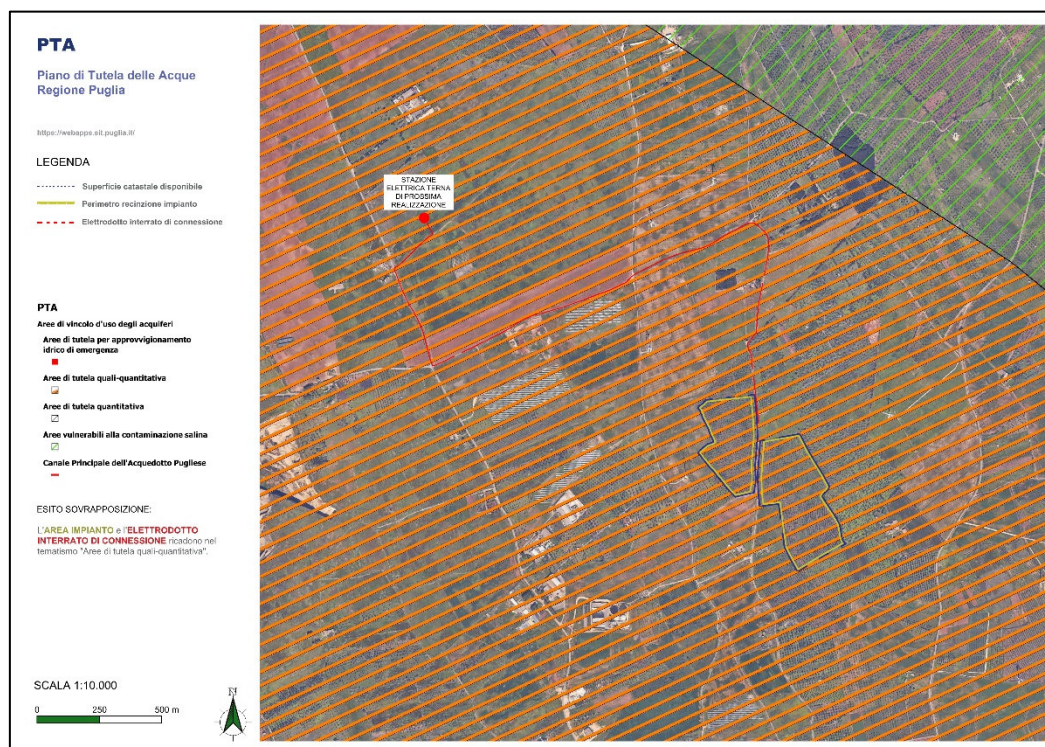 PTA
Piano di Tutela delle Acque
Regione Puglia
https://webapps.sit.puglia.it/
LEGENDA
Superficie catastale disponibile
Perimetro recinzione impianto
Elettrodotto interrato di connessione
PTA
Aree di vincolo d'uso degli acquiferi
Aree di tutela per approvvigionamento
idrico di emergenza
Aree di tutela quali-quantitativa
Aree di tutela quantitativa
Aree vulnerabili alla contaminazione salina
Canale Principale dell'Acquedotto Pugliese
ESITO SOVRAPPOSIZIONE:
L'AREA IMPIANTO e l'ELETTRODOTTO
INTERRATO DI CONNESSIONE ricadono nel
tematismo "Aree di tutela quali-quantitativa".
SCALA 1:10.000
0 250 500 m
N
STAZIONE
ELETTRICA TERNA
DI PROSSIMA
REALIZZAZIONE